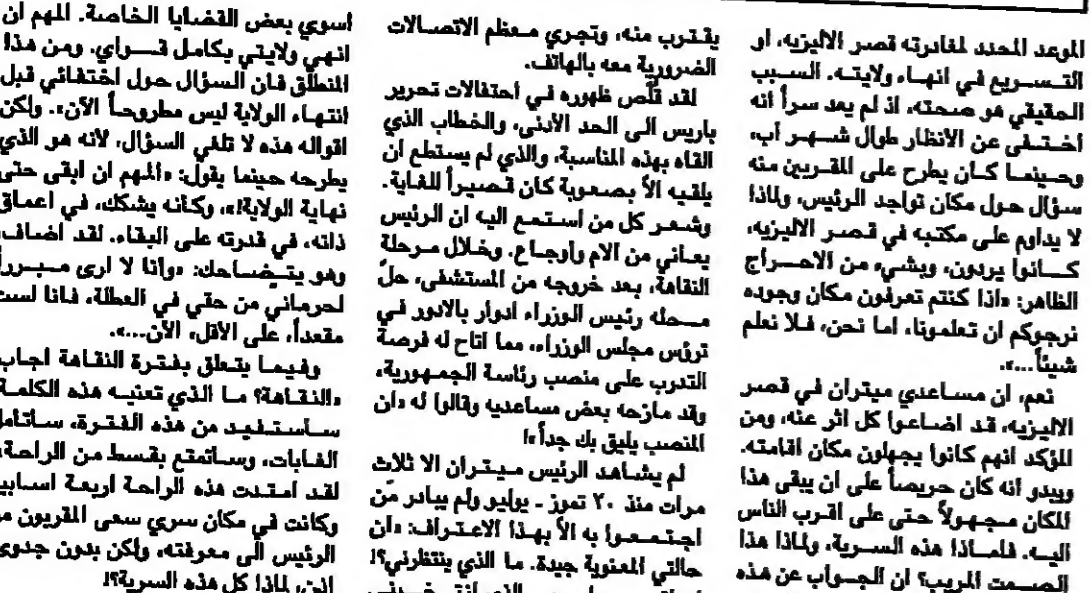 الموعد المحدد لمغادرته قصر الاليزيه، او
التسريع في انهاء ولايته. السبب
الحقيقي هو صحته، اذ لم يعد سراً انه
اختفى عن الانظار طوال شهر آب،
وحينما كان يطرح على المقربين منه
سؤال حول مكان تواجد الرئيس، ولماذا
لا يداوم على مكتبه في قصر الاليزيه،
كانوا يردون، وبشيء من الاحراج
الظاهر: «اذا كنتم تعرفون مكان وجوده
نرجوكم ان تعلمونا، اما نحن، فلا نعلم
شيئاً...».
نعم، ان مساعدي ميتران في قصر
الاليزيه، قد اضاعوا كل اثر عنه، ومن
المؤكد انهم كانوا يجهلون مكان اقامته.
ويبدو انه كان حريصاً على ان يبقى هذا
المكان مجهولاً حتى على اقرب الناس
اليه. فلماذا هذه السرية، ولماذا هذا
الصمت المريب؟ ان الجواب عن هذه
يقترب منه، وتجري معظم الاتصالات
الضرورية معه بالهاتف.
لقد قلّص ظهوره في احتفالات تحرير
باريس الى الحد الأدنى، والخطاب الذي
القاه بهذه المناسبة، والذي لم يستطع ان
يلقيه الاّ بصعوبة كان قصيراً للغاية.
وشعر كل من استمع اليه ان الرئيس
يعاني من الام وأوجاع. وخلال مرحلة
النقاهة، بعد خروجه من المستشفى، حلّ
محله رئيس الوزراء ادوار بالادور في
ترؤس مجلس الوزراء، مما اتاح له فرصة
التدرب على منصب رئاسة الجمهورية،
وقد مازحه بعض مساعديه وقالوا له «ان
المنصب يليق بك جداً»!
لم يشاهد الرئيس ميتران الا ثلاث
مرات منذ ٢٠ تموز ـ يوليو ولم يبادر من
اجتمعوا به الاّ بهذا الاعتراف: «ان
حالتي المعنوية جيدة. ما الذي ينتظرني؟!
اسوي بعض القضايا الخاصة. المهم ان
انهي ولايتي بكامل قواي. ومن هذا
المنطلق فان السؤال حول اختفائي قبل
انتهاء الولاية ليس مطروحاً الآن». ولكن
اقواله هذه لا تلغي السؤال، لأنه هو الذي
يطرحه حينما يقول: «المهم ان ابقى حتى
نهاية الولاية!»، وكأنه يشكك، في اعماق
ذاته، في قدرته على البقاء. لقد اضاف،
وهو يتضاحك: «وأنا لا ارى مبرراً
لحرماني من حقي في العطلة، فانا لست
مقعداً، على الأقل، الآن...».
وفيما يتعلق بفترة النقاهة اجاب
«النقاهة؟ ما الذي تعنيه هذه الكلمة
سأستفيد من هذه الفترة، سأتامل
الغابات، وسأتمتع بقسط من الراحة،
لقد امتدت هذه الراحة اربعة اسابيع
وكانت في مكان سري سعى المقربون من
الرئيس الى معرفته، ولكن بدون جدوى
اذن، لماذا كل هذه السرية؟!